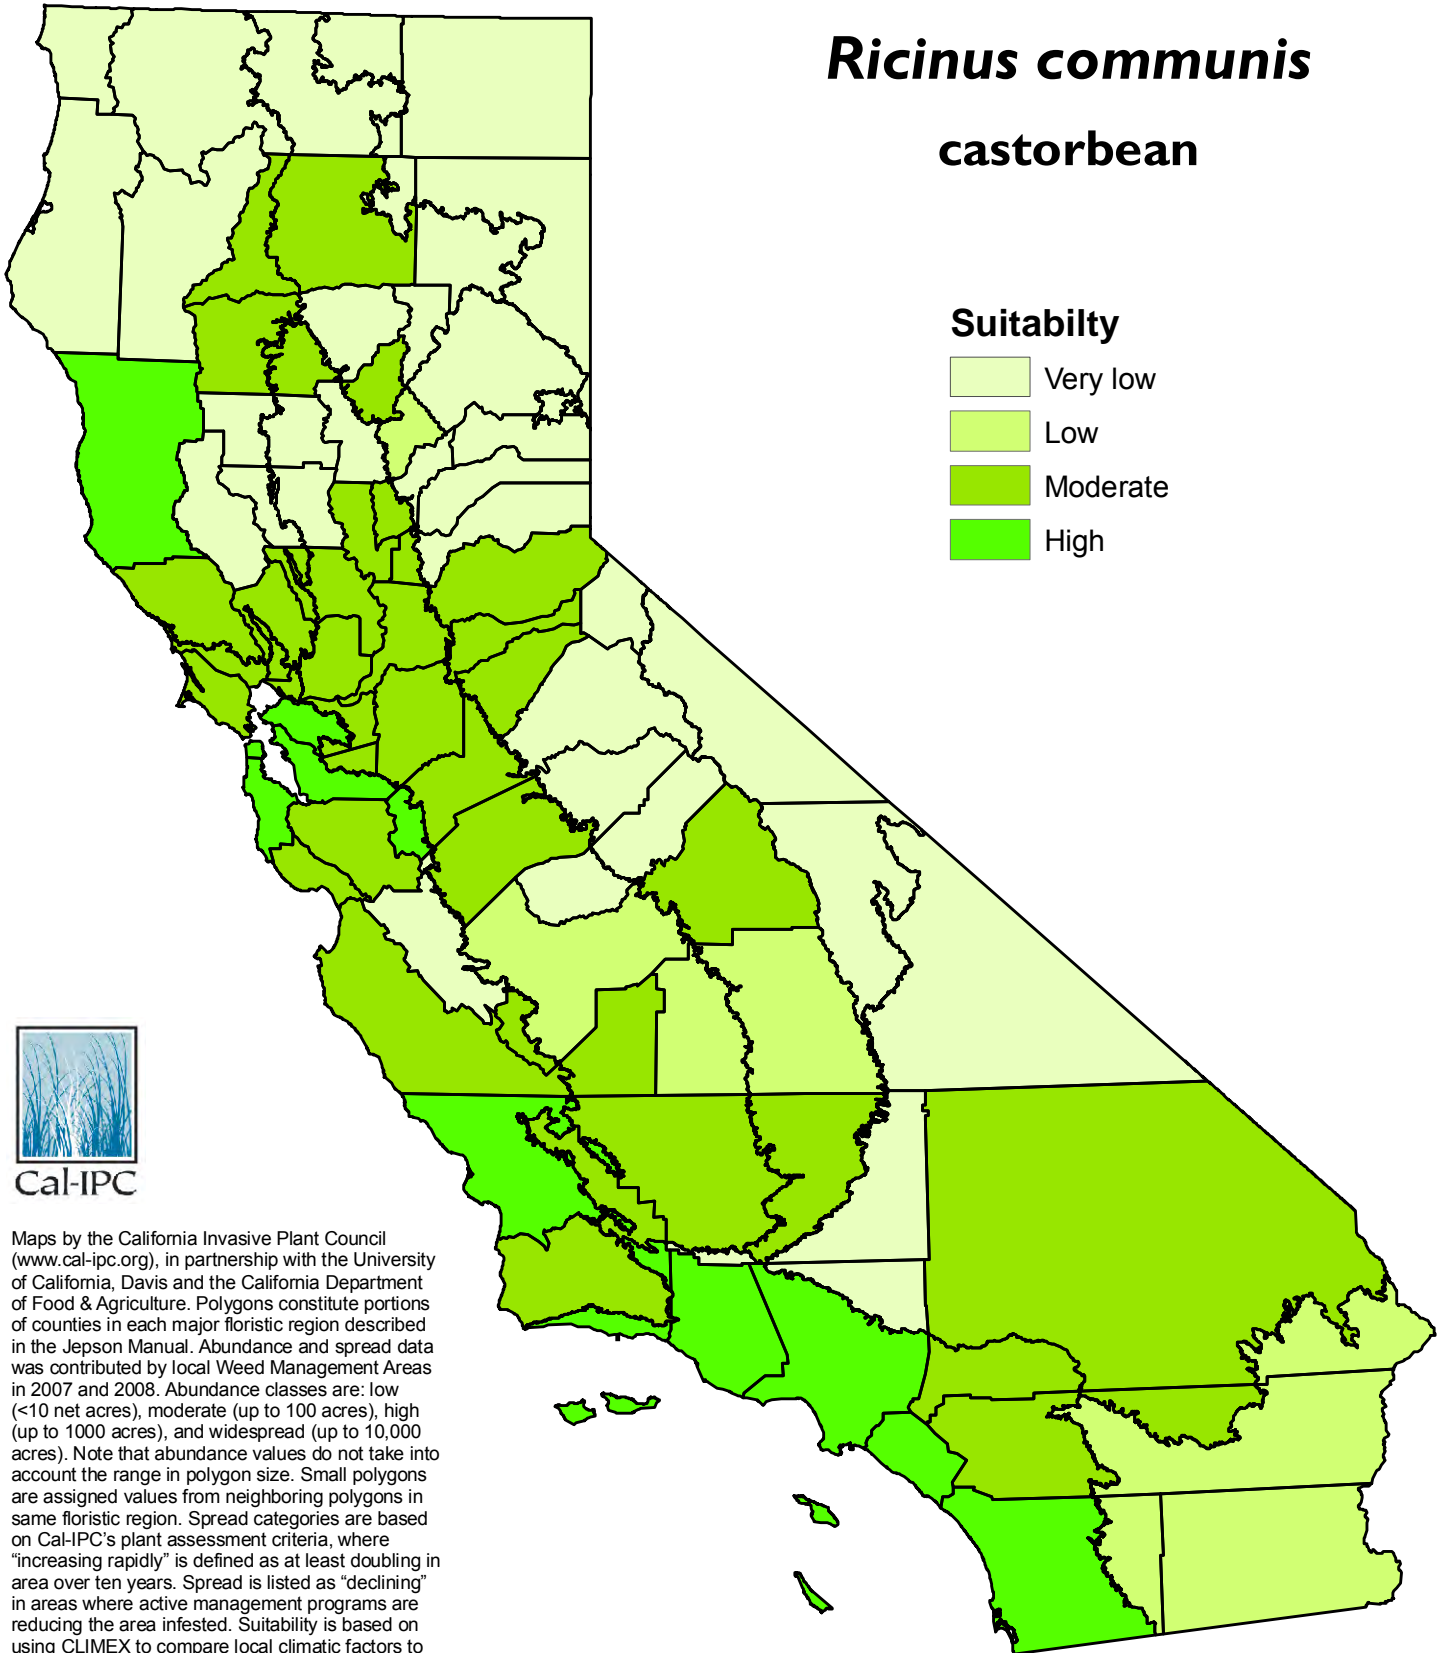 Ricinus communis
castorbean
Suitabilty
Very low
Low
Moderate
High
Cal-IPC
Maps by the California Invasive Plant Council
(www.cal-ipc.org), in partnership with the University
of California, Davis and the California Department
of Food & Agriculture. Polygons constitute portions
of counties in each major floristic region described
in the Jepson Manual. Abundance and spread data
was contributed by local Weed Management Areas
in 2007 and 2008. Abundance classes are: low
(<10 net acres), moderate (up to 100 acres), high
(up to 1000 acres), and widespread (up to 10,000
acres). Note that abundance values do not take into
account the range in polygon size. Small polygons
are assigned values from neighboring polygons in
same floristic region. Spread categories are based
on Cal-IPC's plant assessment criteria, where
“increasing rapidly” is defined as at least doubling in
area over ten years. Spread is listed as “declining”
in areas where active management programs are
reducing the area infested. Suitability is based on
using CLIMEX to compare local climatic factors to